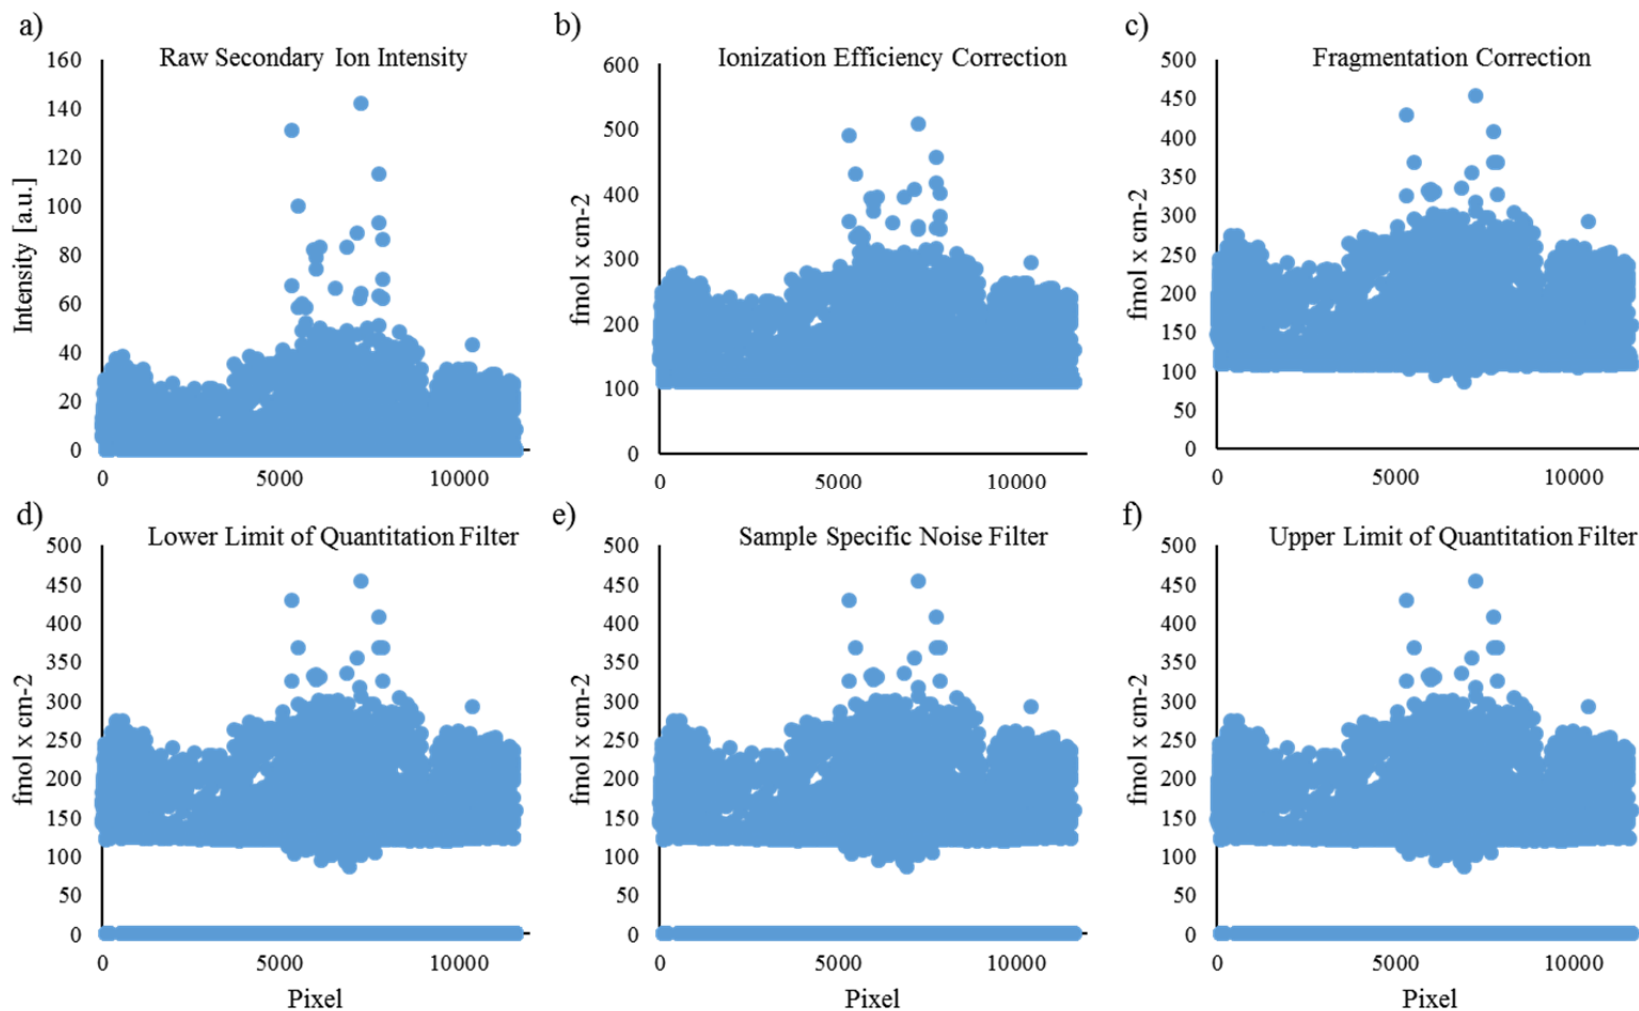 a)
Raw Secondary Ion Intensity
160
140
120
100
80
60
40
20
0
Intensity [a.u.]
0 5000 10000
b)
Ionization Efficiency Correction
600
500
400
300
200
100
0
fmol x cm-2
0 5000 10000
c)
Fragmentation Correction
500
450
400
350
300
250
200
150
100
50
0
fmol x cm-2
0 5000 10000
d)
Lower Limit of Quantitation Filter
500
450
400
350
300
250
200
150
100
50
0
fmol x cm-2
0 5000 10000
Pixel
e)
Sample Specific Noise Filter
500
450
400
350
300
250
200
150
100
50
0
fmol x cm-2
0 5000 10000
Pixel
f)
Upper Limit of Quantitation Filter
500
450
400
350
300
250
200
150
100
50
0
fmol x cm-2
0 5000 10000
Pixel